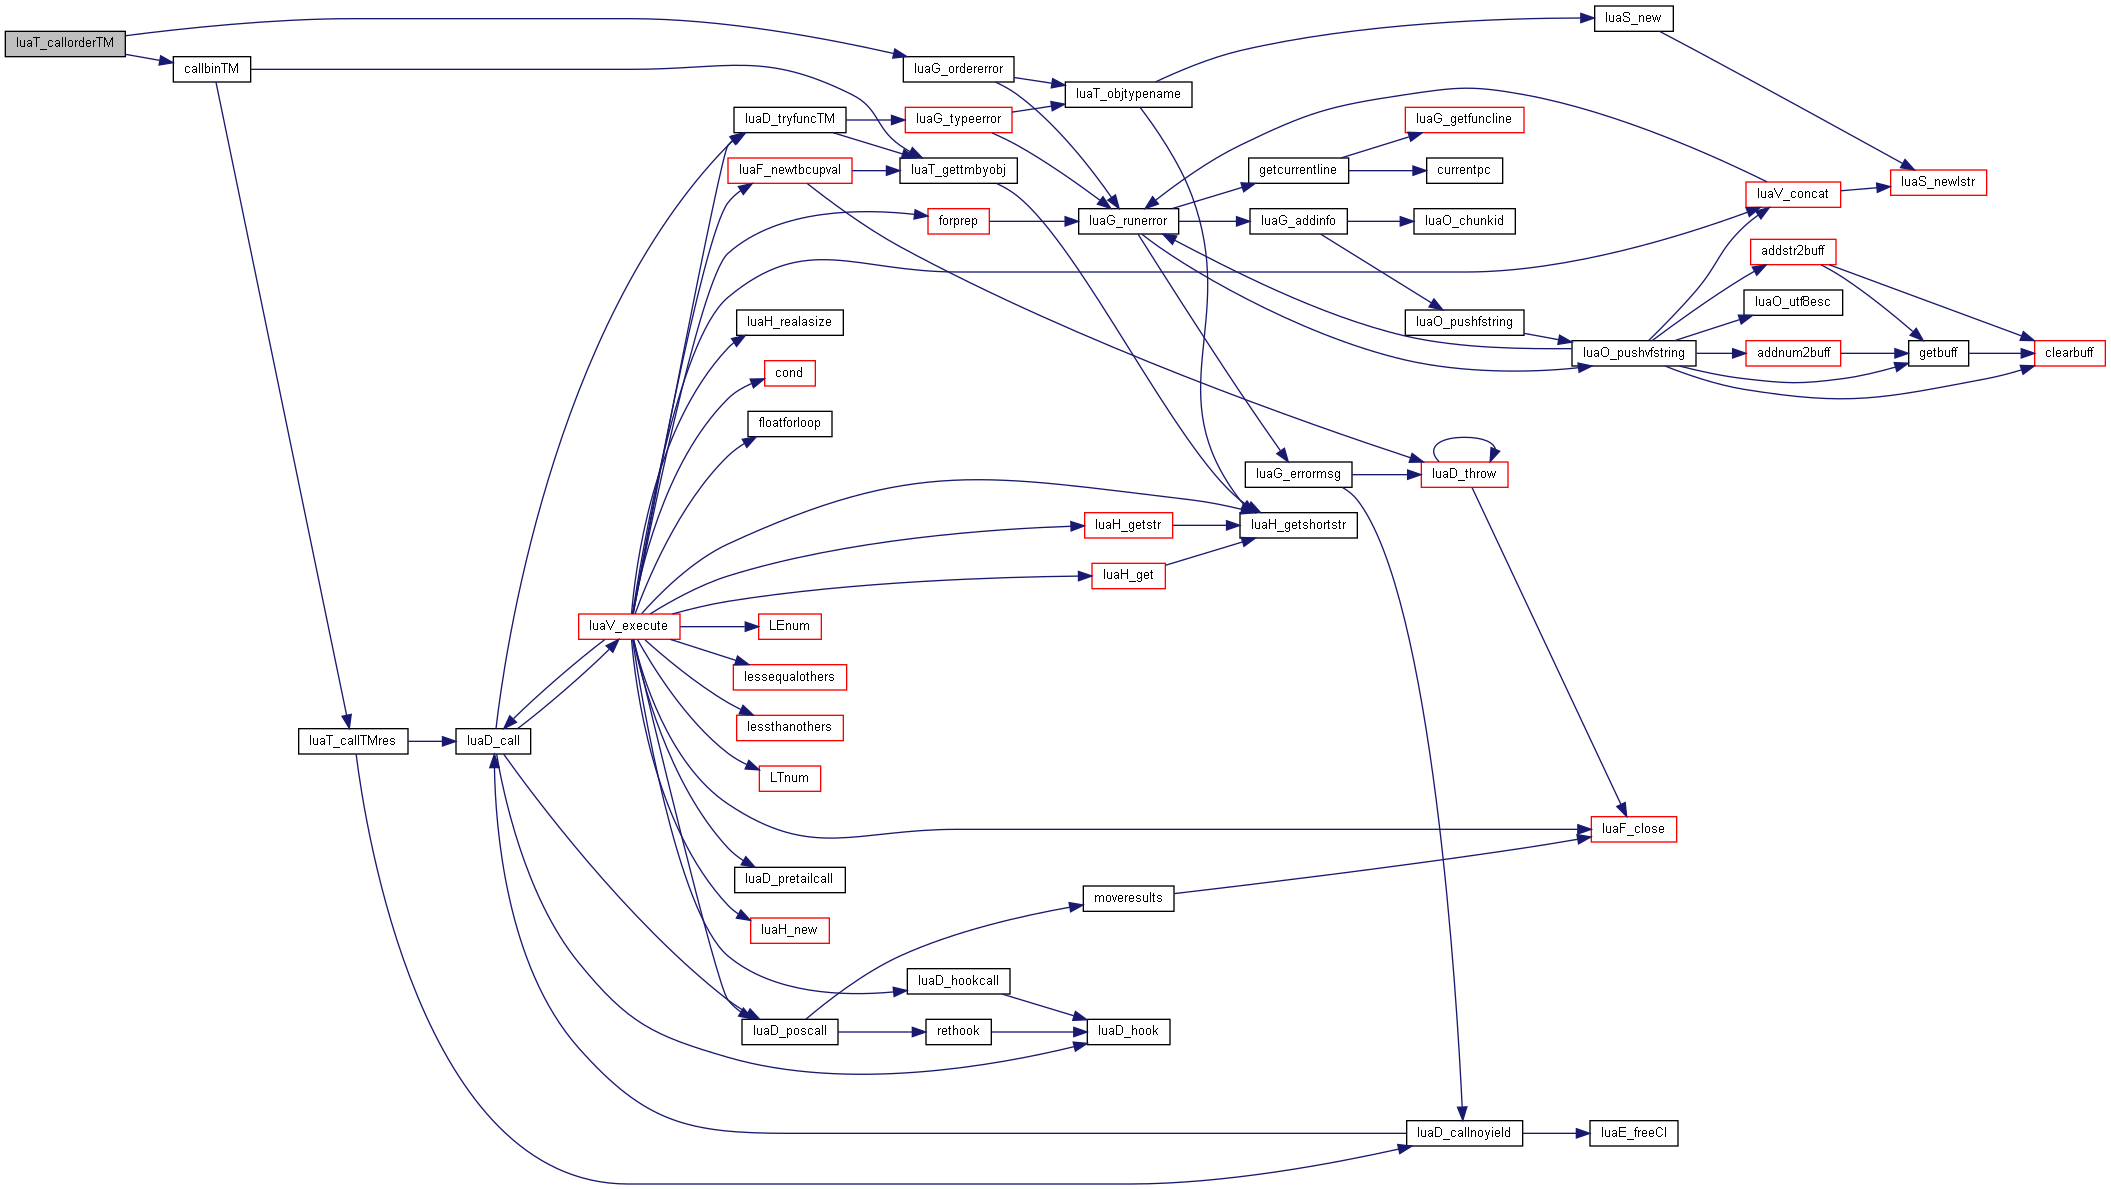 luaT_callorderTM
callbinTM
luaG_ordererror
luaT_objtypename
luaS_new
luaD_tryfuncTM
luaG_typeerror
luaG_getfuncline
luaF_newtbcupval
luaT_gettmbyobj
getcurrentline
currentpc
luaV_concat
luaS_newlstr
forprep
luaG_runerror
luaG_addinfo
luaO_chunkid
addstr2buff
luaO_utf8esc
luaH_realasize
luaO_pushfstring
luaO_pushvfstring
addnum2buff
getbuff
clearbuff
cond
floatforloop
luaG_errormsg
luaD_throw
luaH_getstr
luaH_getshortstr
luaH_get
luaV_execute
LEnum
lessequalothers
lessthanothers
luaT_callTMres
luaD_call
LTnum
luaF_close
luaD_pretailcall
moveresults
luaH_new
luaD_hookcall
luaD_poscall
rethook
luaD_hook
luaD_callnoyield
luaE_freeCI